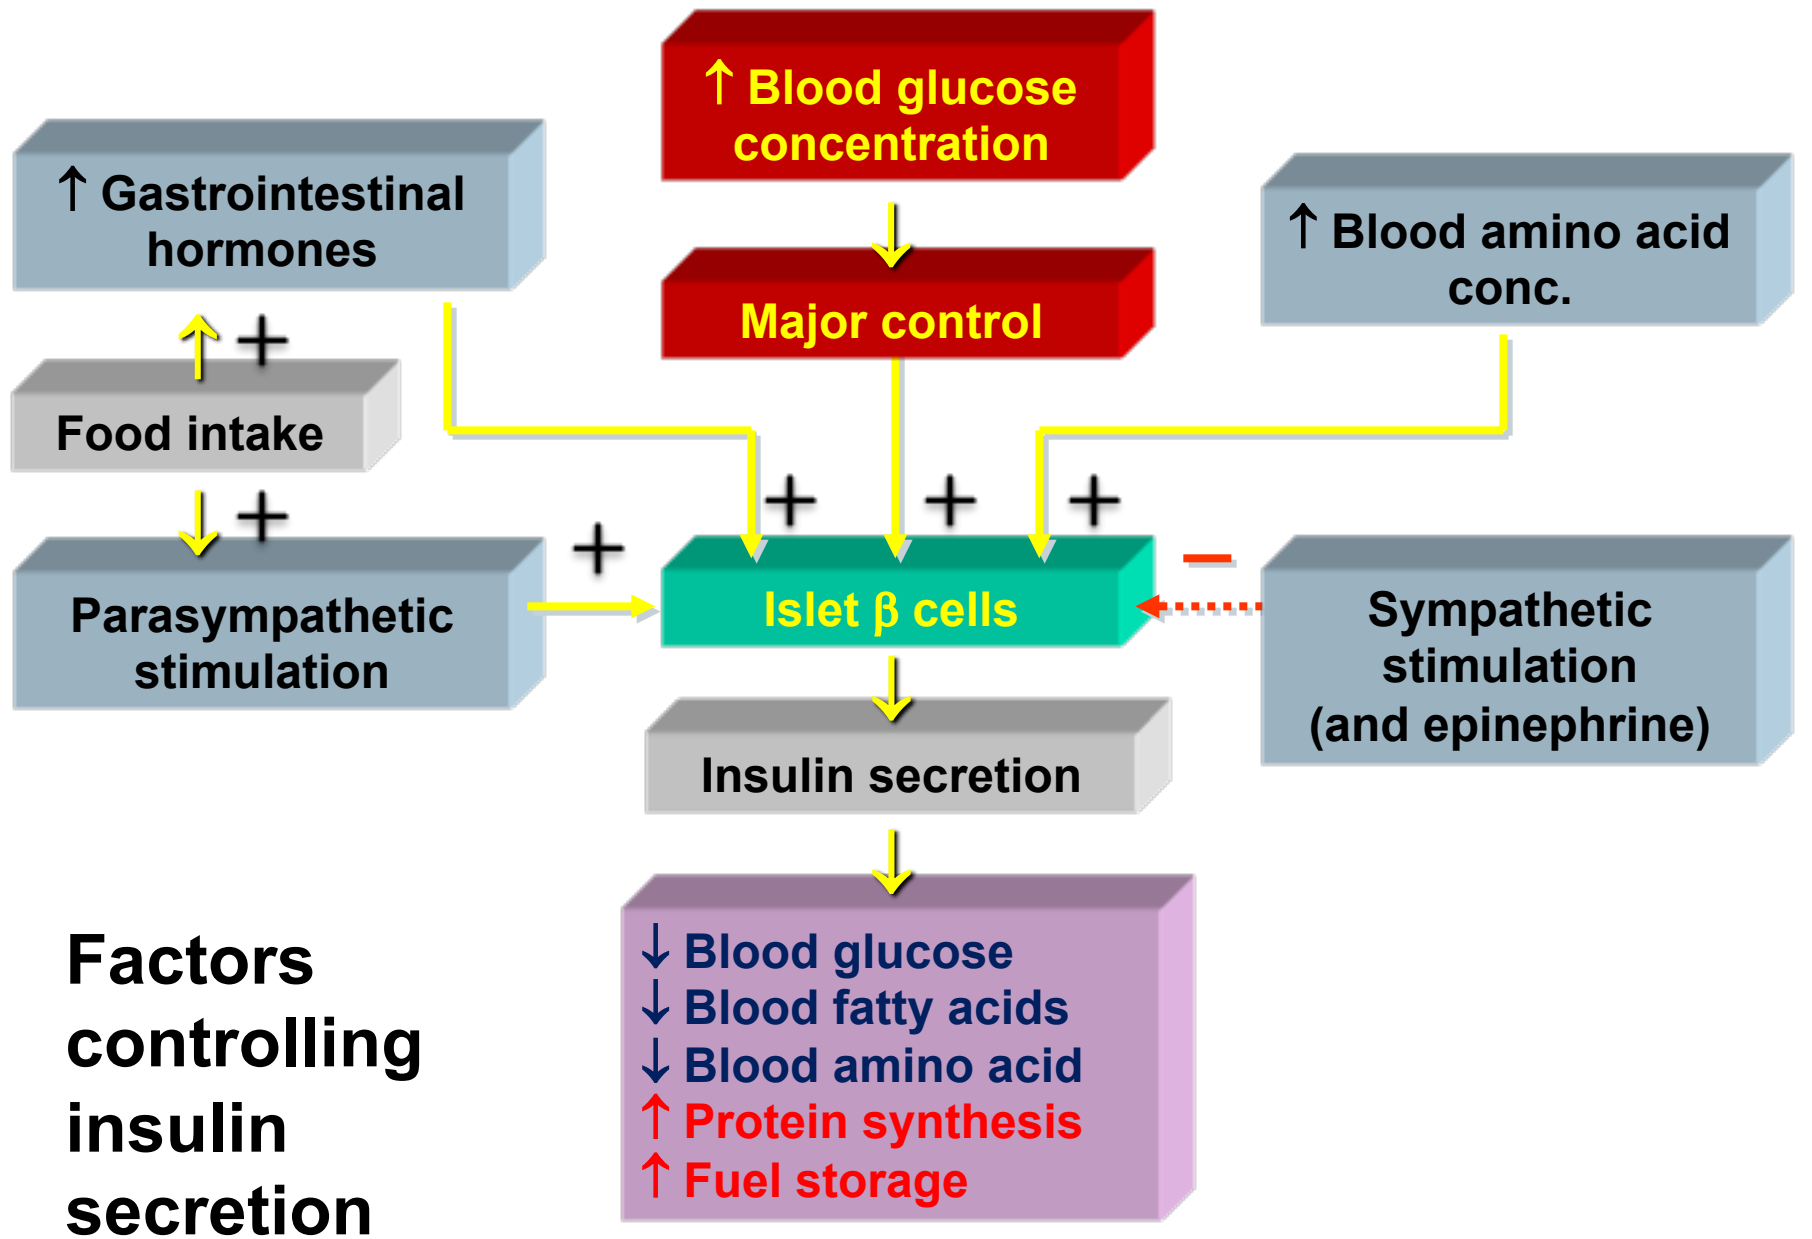 ↑ Blood glucose
concentration
↑ Gastrointestinal
hormones
↑ Blood amino acid
conc.
Major control
+
Food intake
+
+
+
+
+
–
Parasympathetic
stimulation
Islet β cells
Sympathetic
stimulation
(and epinephrine)
Insulin secretion
↓ Blood glucose
↓ Blood fatty acids
↓ Blood amino acid
↑ Protein synthesis
↑ Fuel storage
Factors
controlling
insulin
secretion